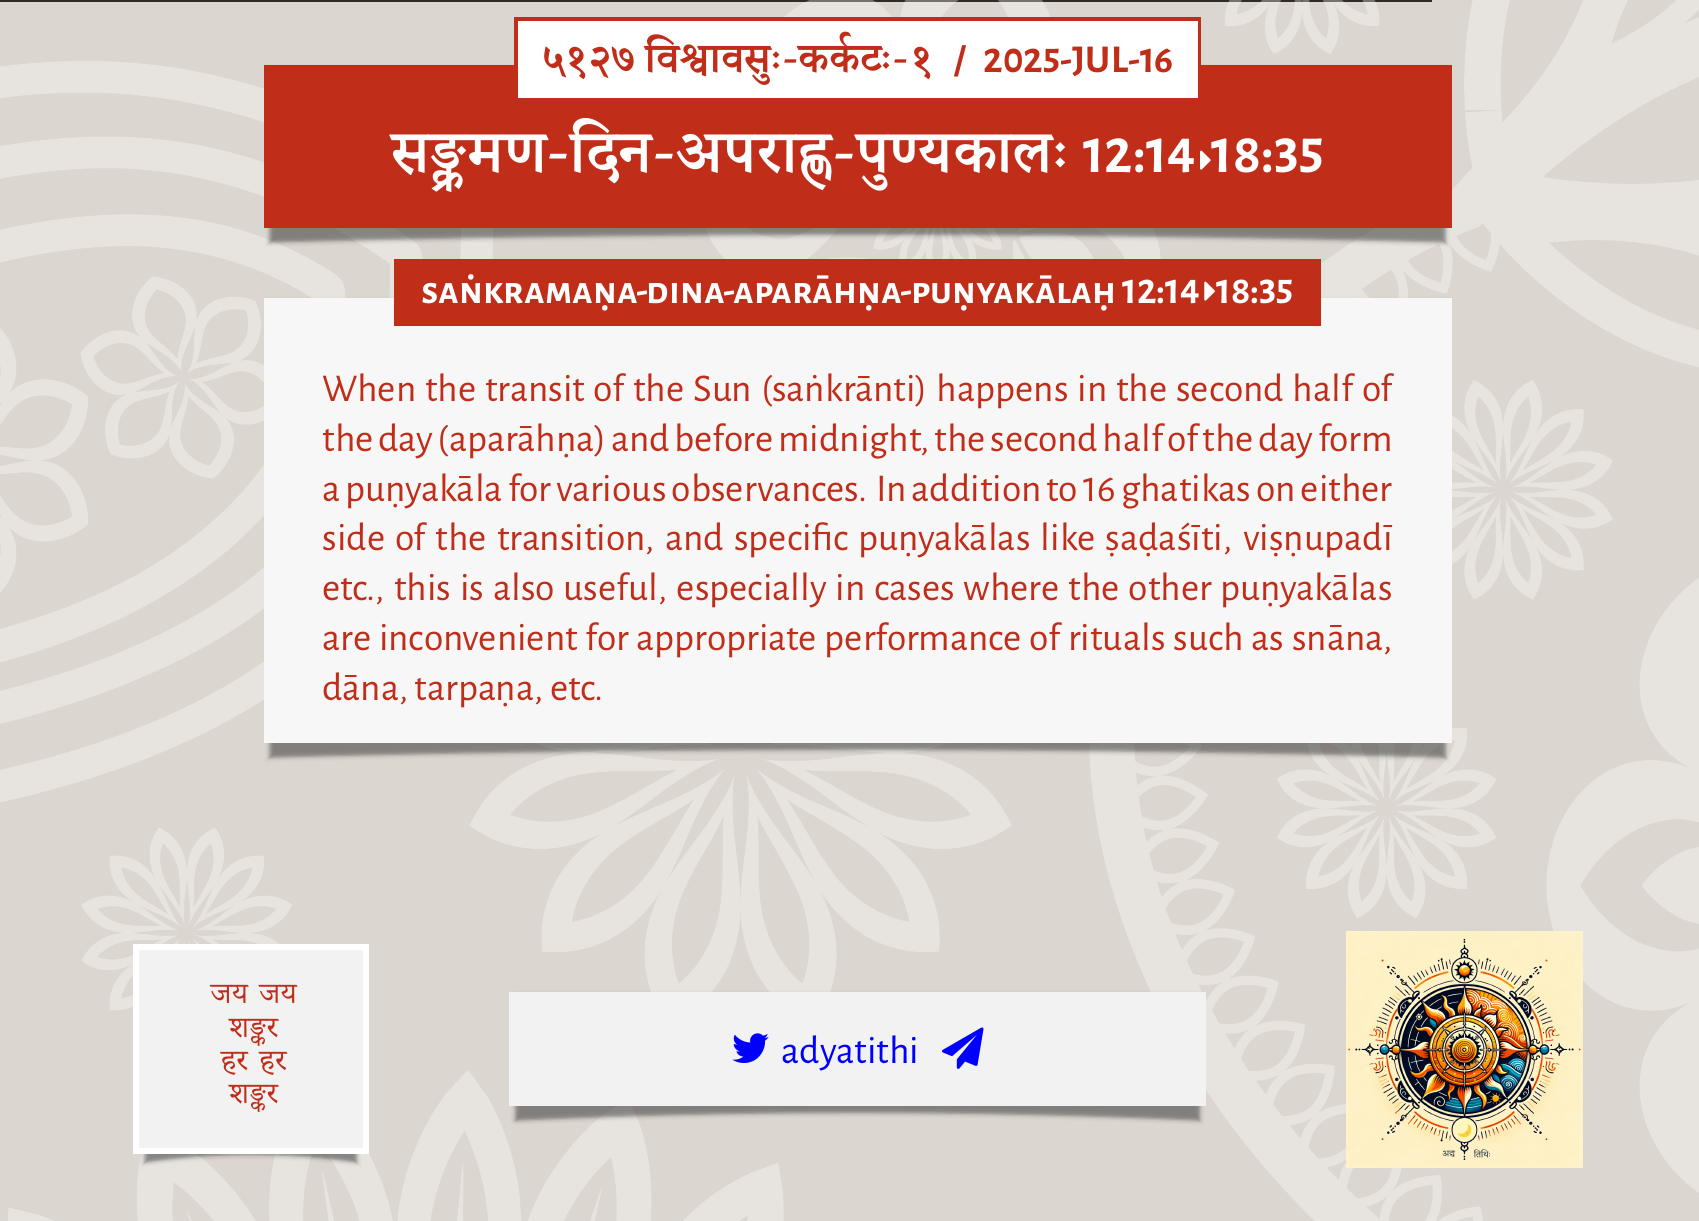 ५१२७ विश्वावसुः-कर्कटः-१ / 2025-JUL-16
सङ्क्रमण-दिन-अपराह्ण-पुण्यकालः 12:14▸18:35
SAṄKRAMAṆA-DINA-APARĀHṆA-PUṆYAKĀLAḤ 12:14▸18:35
When the transit of the Sun (saṅkrānti) happens in the second half of
the day (aparāhṇa) and before midnight, the second half of the day form
a puṇyakāla for various observances. In addition to 16 ghatikas on either
side of the transition, and specific puṇyakālas like ṣaḍaśīti, viṣṇupadī
etc., this is also useful, especially in cases where the other puṇyakālas
are inconvenient for appropriate performance of rituals such as snāna,
dāna, tarpaṇa, etc.
जय जय
शङ्कर
हर हर
शङ्कर
adyatithi
अद्य तिथिः